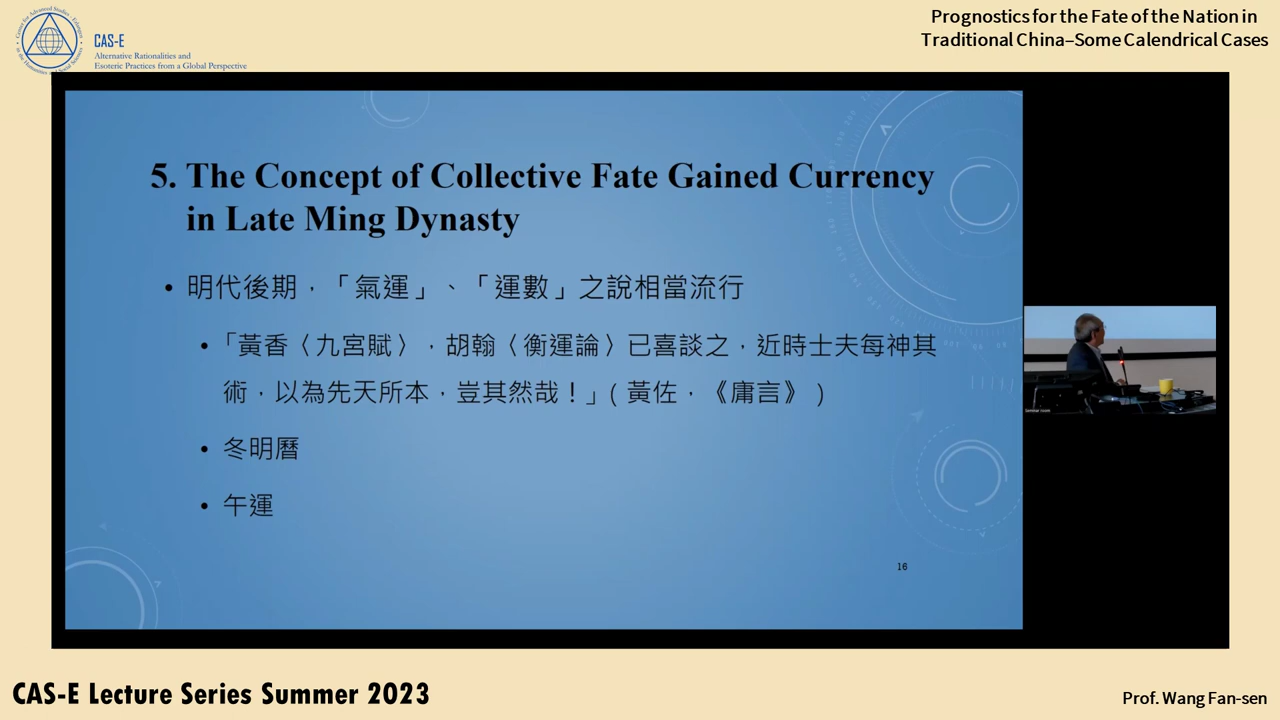 CAS-E
Alternative Rationalities and
Esoteric Practices from a Global Perspective
Prognostics for the Fate of the Nation in
Traditional China–Some Calendrical Cases
5. The Concept of Collective Fate Gained Currency
in Late Ming Dynasty
• 明代後期，「氣運」、「運數」之說相當流行
• 「黃香〈九宮賦〉，胡翰〈衡運論〉已喜談之，近時士夫每神其
術，以為先天所本，豈其然哉！」(黃佐，《庸言》)
• 冬明曆
• 午運
16
Seminar room
CAS-E Lecture Series Summer 2023
Prof. Wang Fan-sen